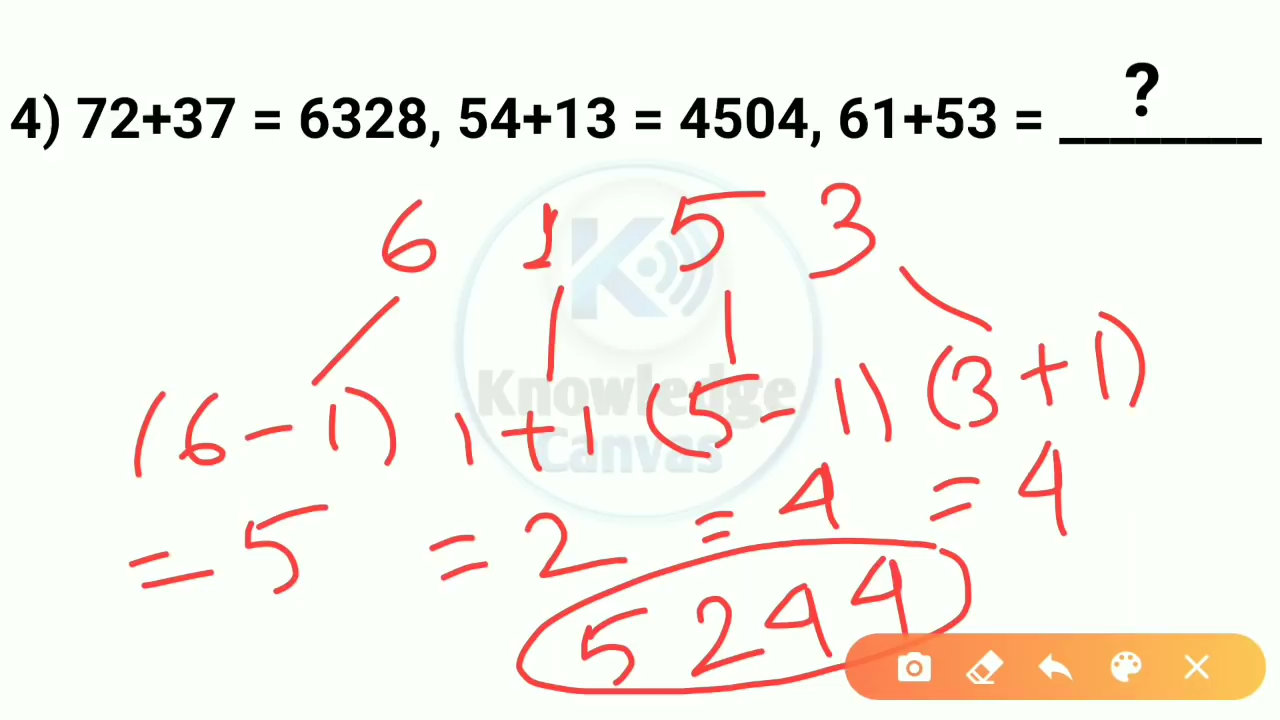 4) 72+37 = 6328, 54+13 = 4504, 61+53 = ________ ?
6 1 5 3
(6-1) 1+1 (5-1) (3+1)
= 5 = 2 = 4 = 4
5244
Knowledge
Canvas